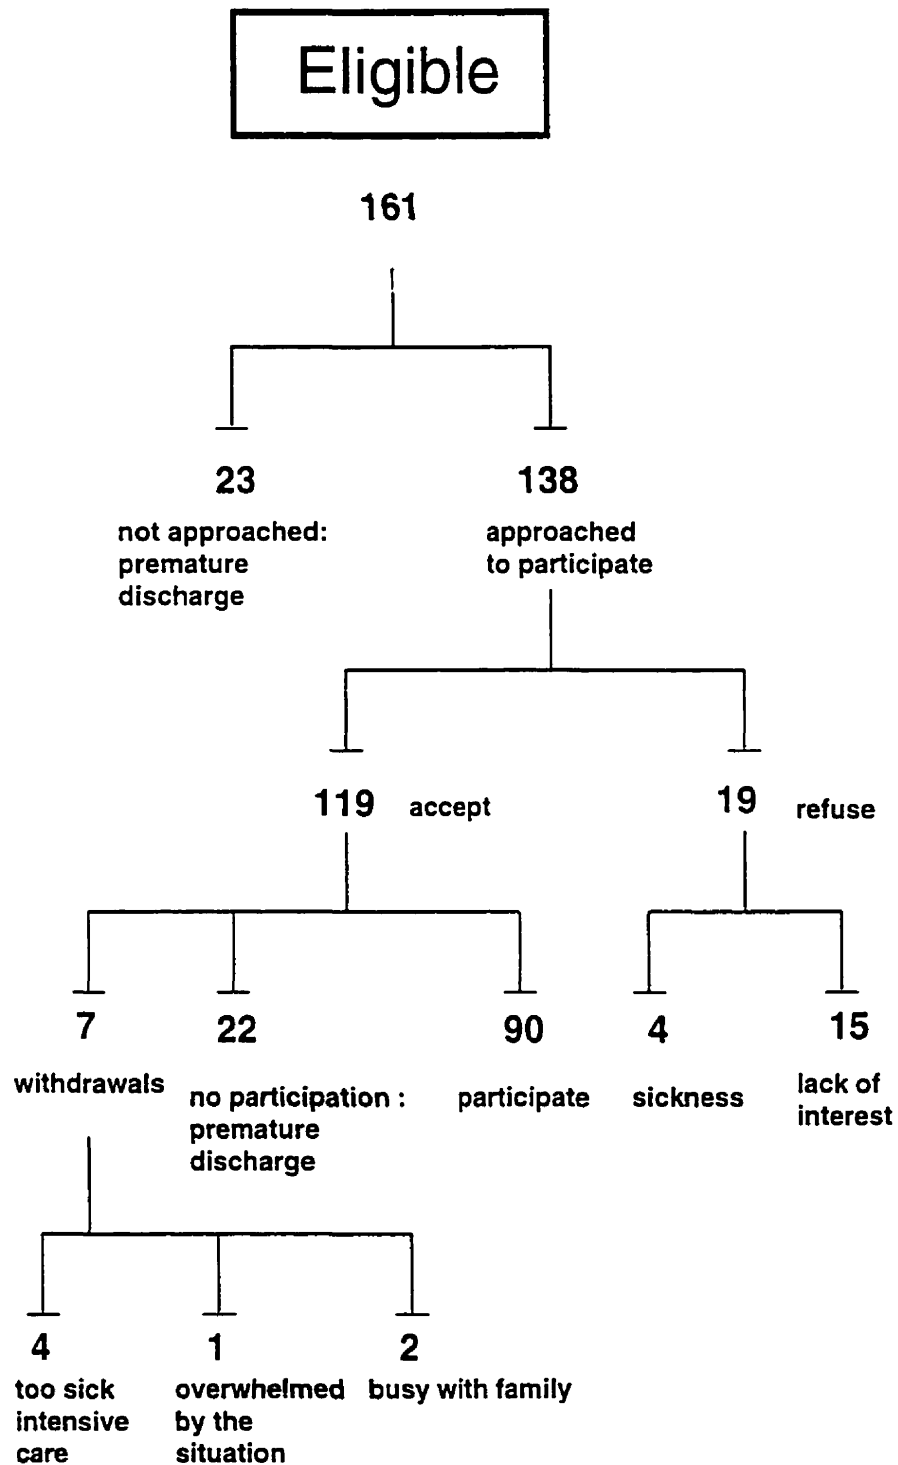 Eligible
161
23
138
not approached:
premature
discharge
approached
to participate
119 accept
19 refuse
7
22
90
4
15
withdrawals
no participation :
premature
discharge
participate
sickness
lack of
interest
4
1
2
too sick
intensive
care
overwhelmed
by the
situation
busy with family